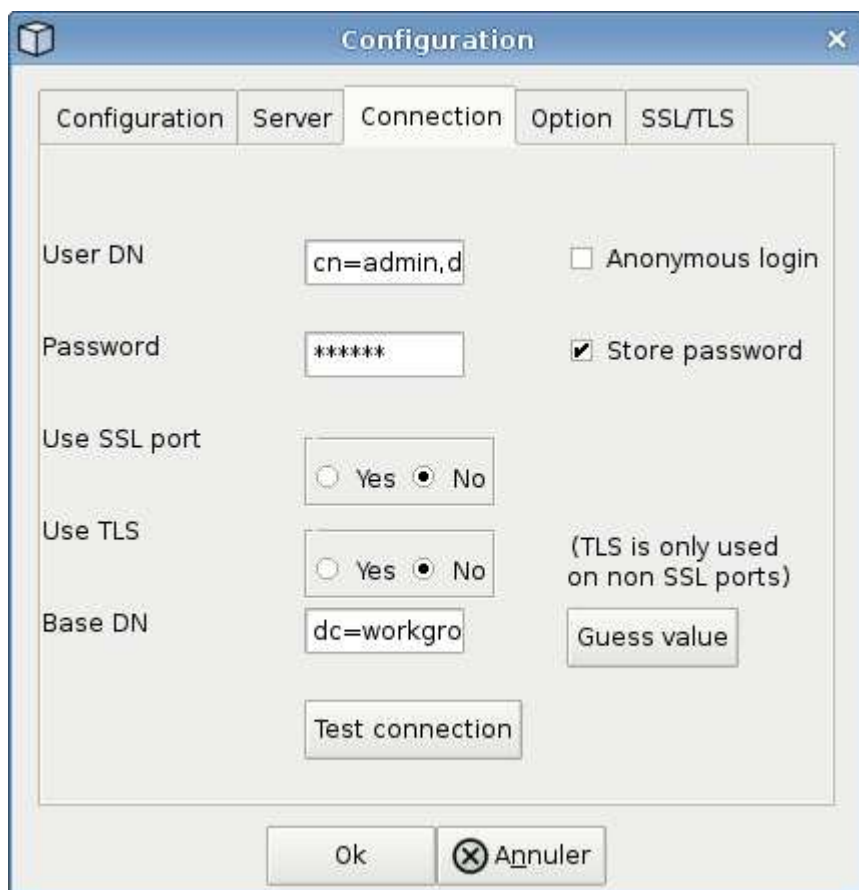 Configuration
Configuration Server Connection Option SSL/TLS
User DN cn=admin,d Anonymous login
Password ****** Store password
Use SSL port
Yes No
Use TLS
Yes No
(TLS is only used
on non SSL ports)
Base DN dc=workgro Guess value
Test connection
Ok Annuler